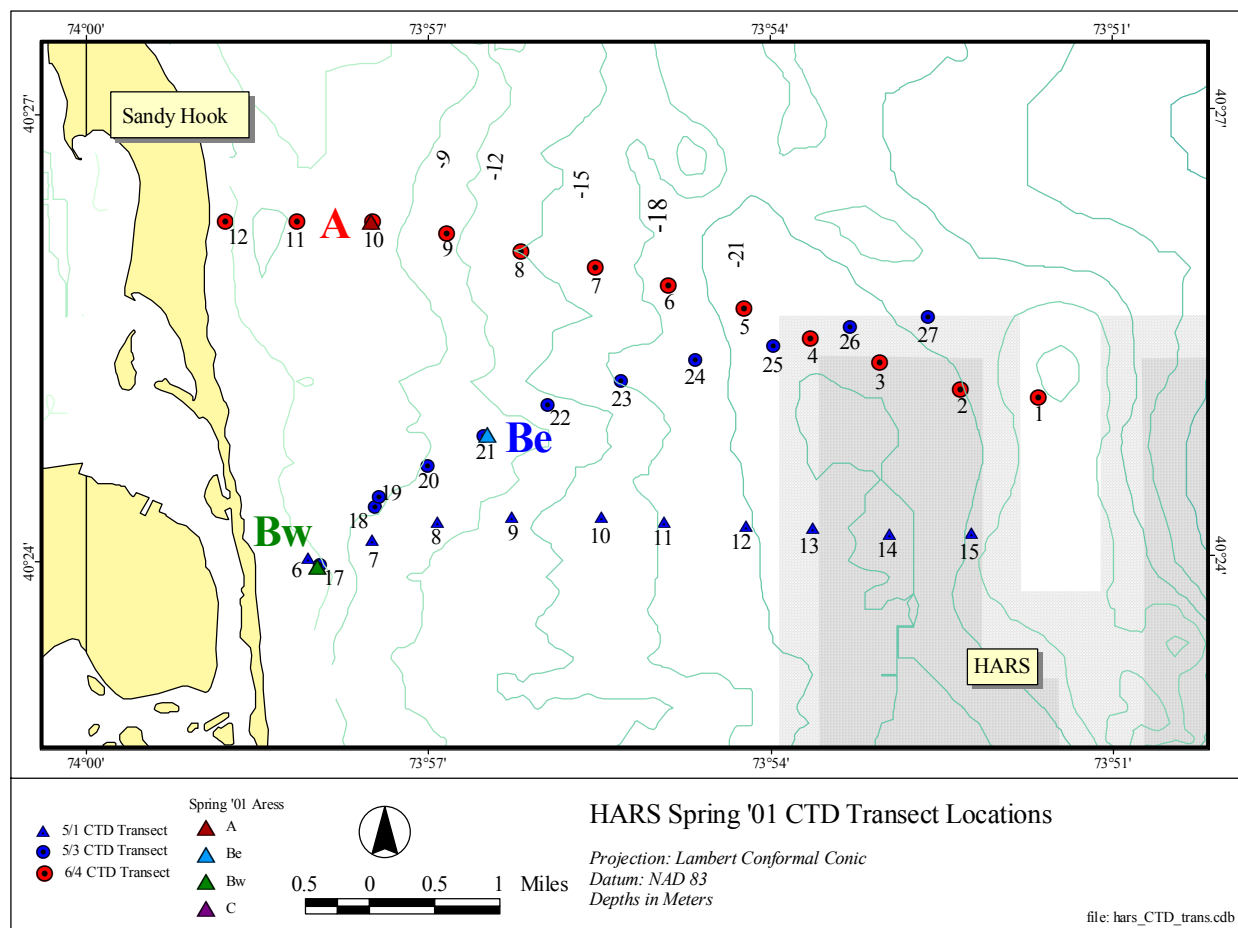 74°00' 73°57' 73°54' 73°51'
40°27' 40°27'
Sandy Hook
-9 -12 -15 -18 -21
A
12 11 10 9 8 7 6 5 4 3 2 1
27 26 25 24 23 22 21 20 19 18 17
Be
Bw
6 7 8 9 10 11 12 13 14 15
40°24' 40°24'
HARS
74°00' 73°57' 73°54' 73°51'
5/1 CTD Transect
5/3 CTD Transect
6/4 CTD Transect
Spring '01 Aress
A
Be
Bw
C
0.5 0 0.5 1 Miles
HARS Spring '01 CTD Transect Locations
Projection: Lambert Conformal Conic
Datum: NAD 83
Depths in Meters
file: hars_CTD_trans.cdb